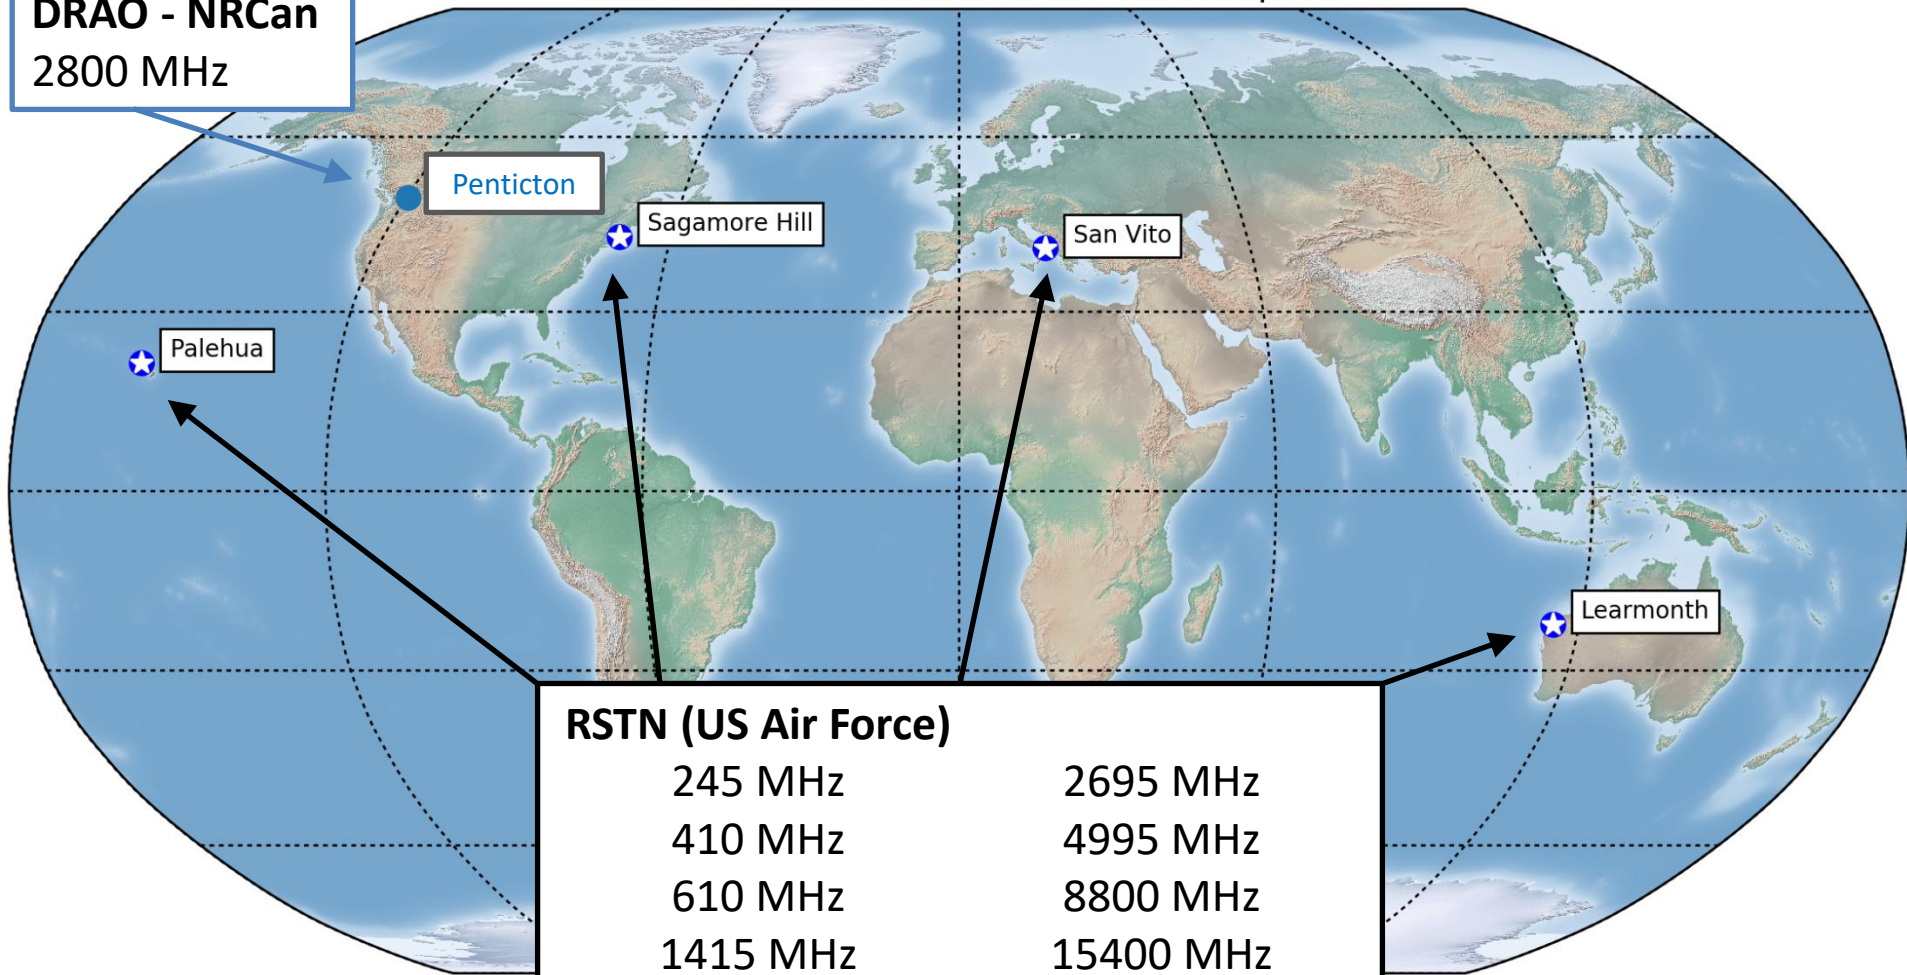 DRAO - NRCan
2800 MHz
Penticton
Sagamore Hill
San Vito
Palehua
Learmonth
RSTN (US Air Force)
245 MHz 2695 MHz
410 MHz 4995 MHz
610 MHz 8800 MHz
1415 MHz 15400 MHz